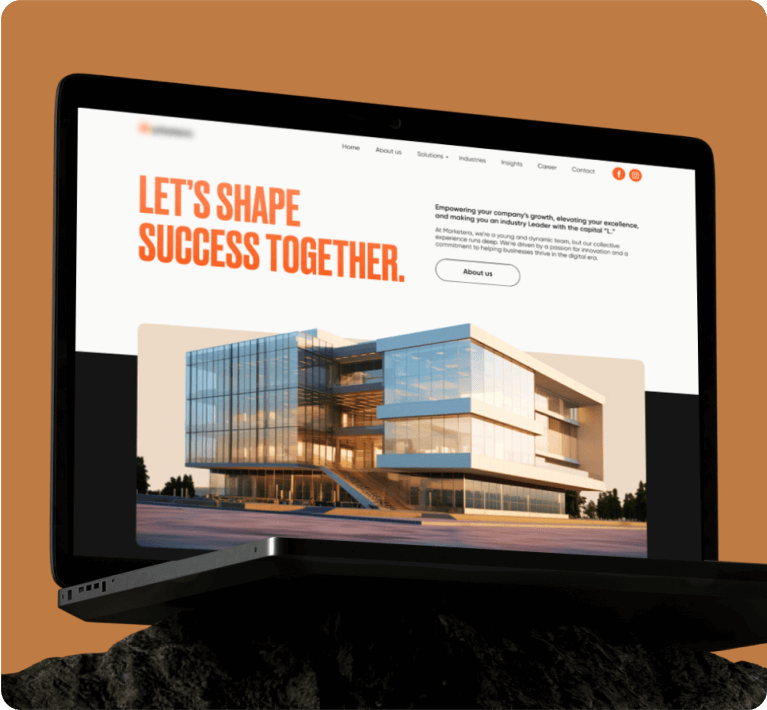 Home About us Solutions Industries Insights Career Contact
LET'S SHAPE
SUCCESS TOGETHER.
Empowering your company's growth, elevating your excellence,
and making you an industry Leader with the capital "L."
At Marketera, we're a young and dynamic team, but our collective
experience runs deep. We're driven by a passion for innovation and a
commitment to helping businesses thrive in the digital era.
About us